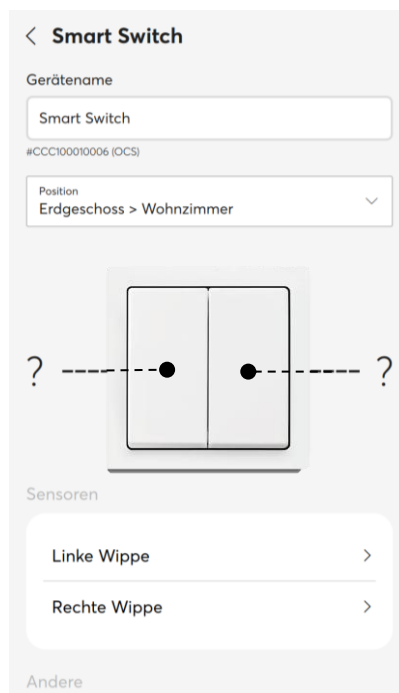 Smart Switch
Gerätename
Smart Switch
#CCC100010006 (OCS)
Position
Erdgeschoss > Wohnzimmer
? ?
Sensoren
Linke Wippe
Rechte Wippe
Andere